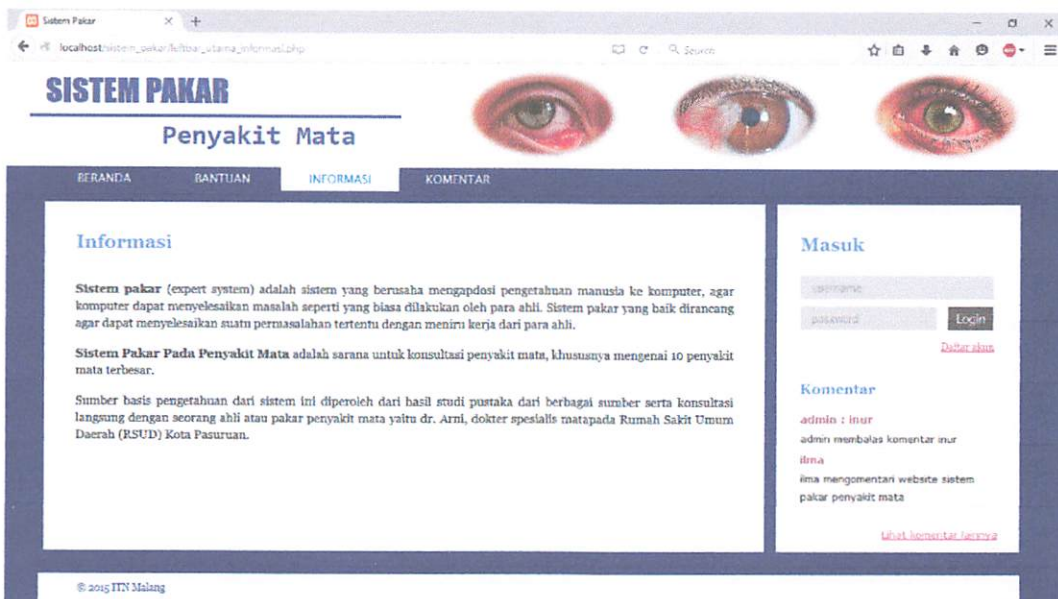 Sistem Pakar
localhost/sistem_pakar/leftbar_utama_informasi.php
Search
SISTEM PAKAR
Penyakit Mata
BERANDA BANTUAN INFORMASI KOMENTAR
Informasi
Sistem pakar (expert system) adalah sistem yang berusaha mengapdosi pengetahuan manusia ke komputer, agar
komputer dapat menyelesaikan masalah seperti yang biasa dilakukan oleh para ahli. Sistem pakar yang baik dirancang
agar dapat menyelesaikan suatu permasalahan tertentu dengan meniru kerja dari para ahli.
Sistem Pakar Pada Penyakit Mata adalah sarana untuk konsultasi penyakit mata, khususnya mengenai 10 penyakit
mata terbesar.
Sumber basis pengetahuan dari sistem ini diperoleh dari hasil studi pustaka dari berbagai sumber serta konsultasi
langsung dengan seorang ahli atau pakar penyakit mata yaitu dr. Arni, dokter spesialis matapada Rumah Sakit Umum
Daerah (RSUD) Kota Pasuruan.
Masuk
username
password Login
Daftar akun
Komentar
admin : inur
admin membalas komentar inur
ilma
ilma mengomentari website sistem
pakar penyakit mata
Lihat komentar lainnya
© 2015 ITN Malang